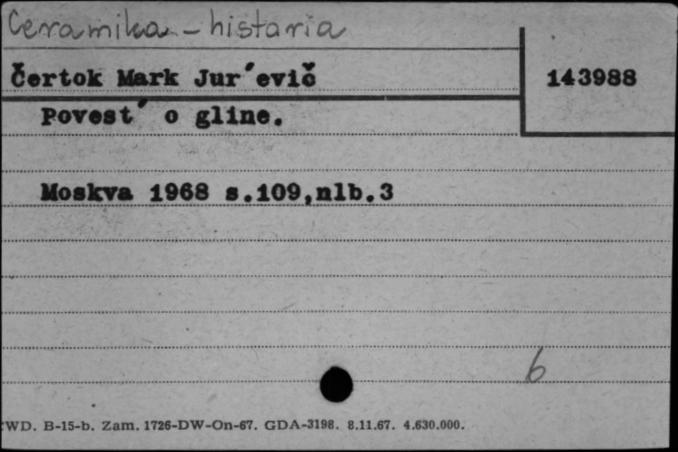 Ceramika - historia
Čertok Mark Jur´evič
143988
Povest´ o gline.
Moskva 1968 s.109,nlb.3
6
WD. B-15-b. Zam. 1726-DW-On-67. GDA-3198. 8.11.67. 4.630.000.